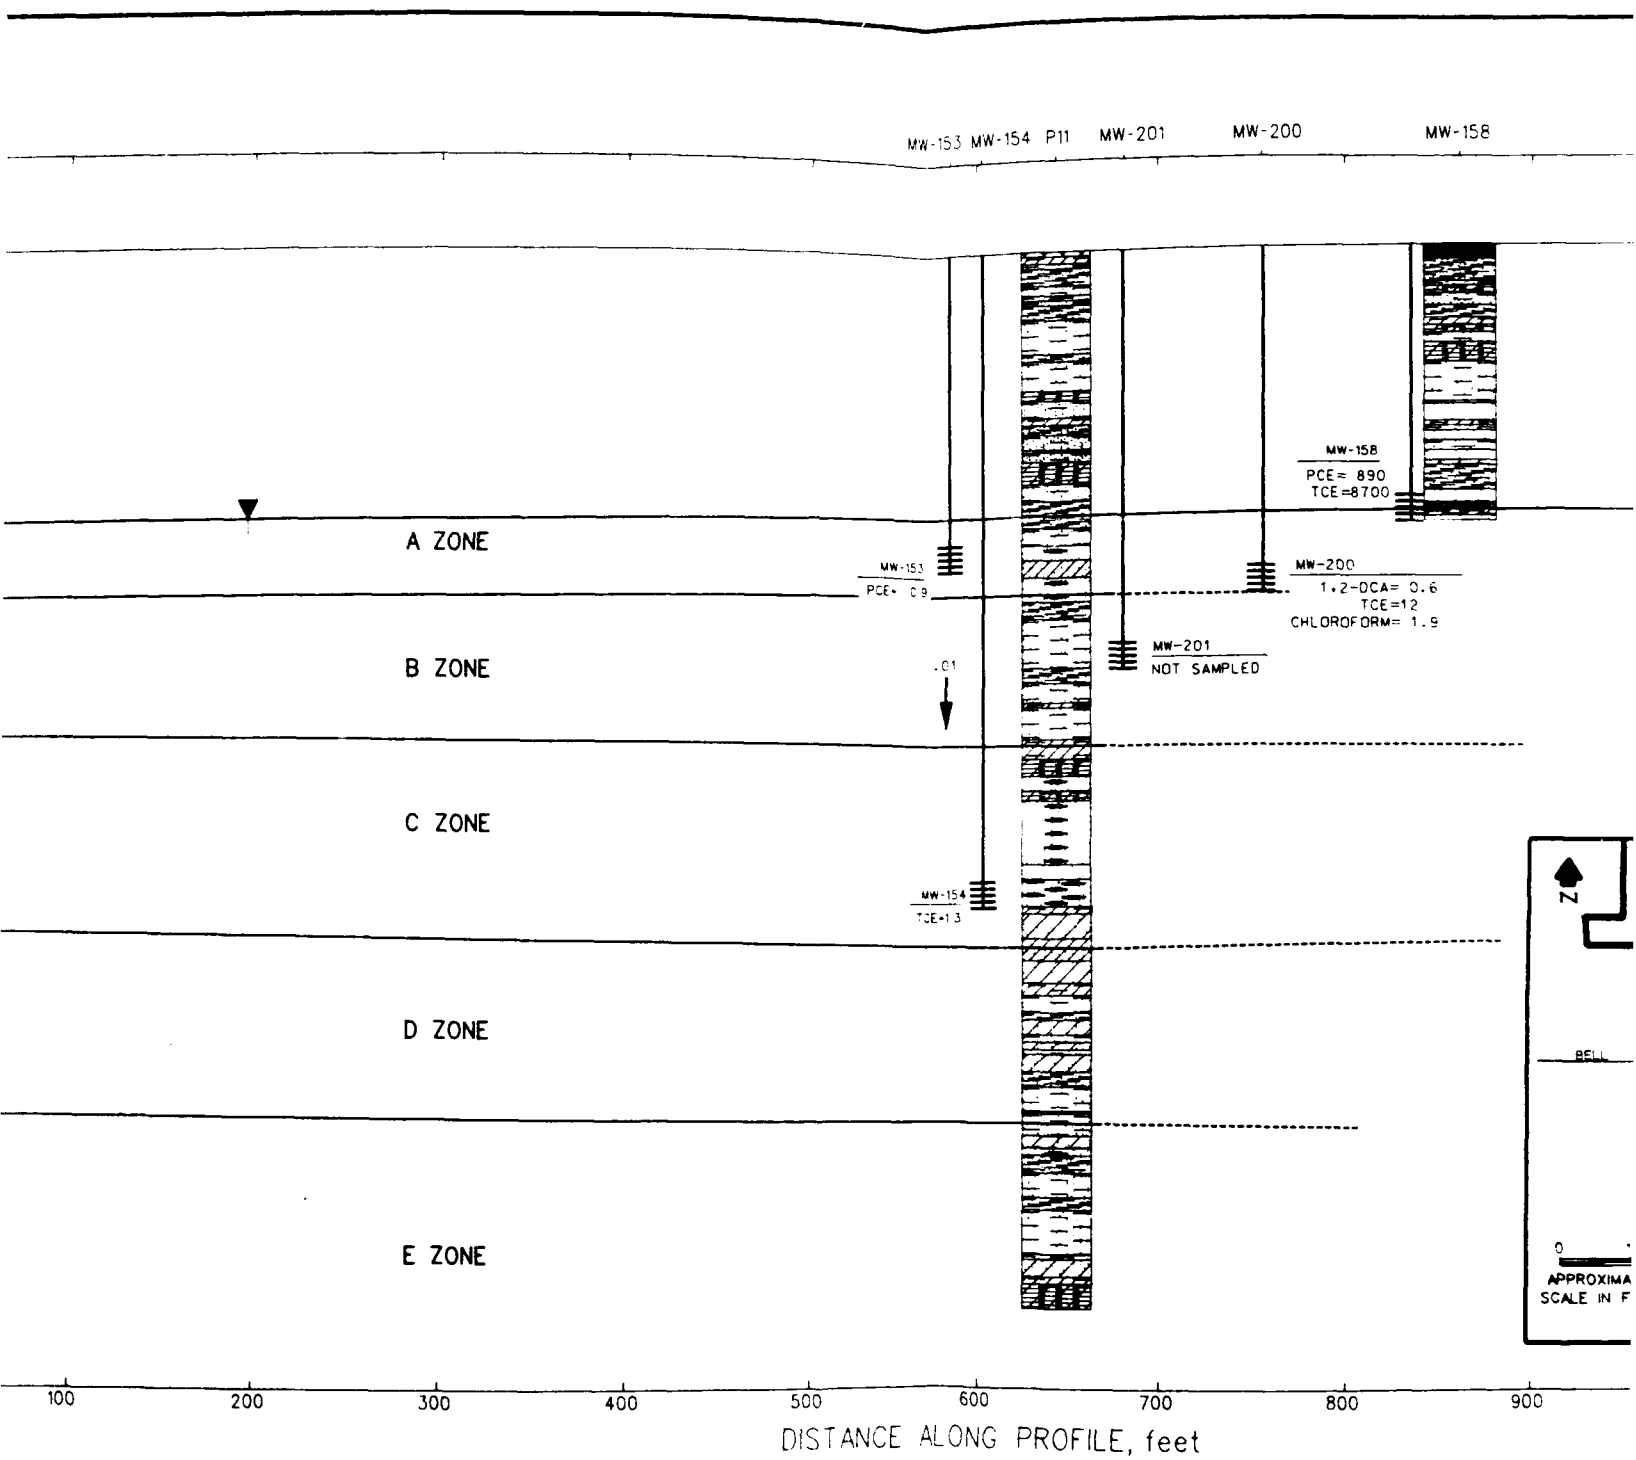 MW-153 MW-154 P11 MW-201 MW-200 MW-158
MW-158
PCE= 890
TCE=8700
A ZONE
MW-153
PCE= 0.9
MW-200
1,2-DCA= 0.6
TCE=12
CHLOROFORM= 1.9
B ZONE
.01
MW-201
NOT SAMPLED
C ZONE
MW-154
TCE=1.3
Z
D ZONE
BELL
E ZONE
0
APPROXIMA
SCALE IN F
100 200 300 400 500 600 700 800 900
DISTANCE ALONG PROFILE, feet